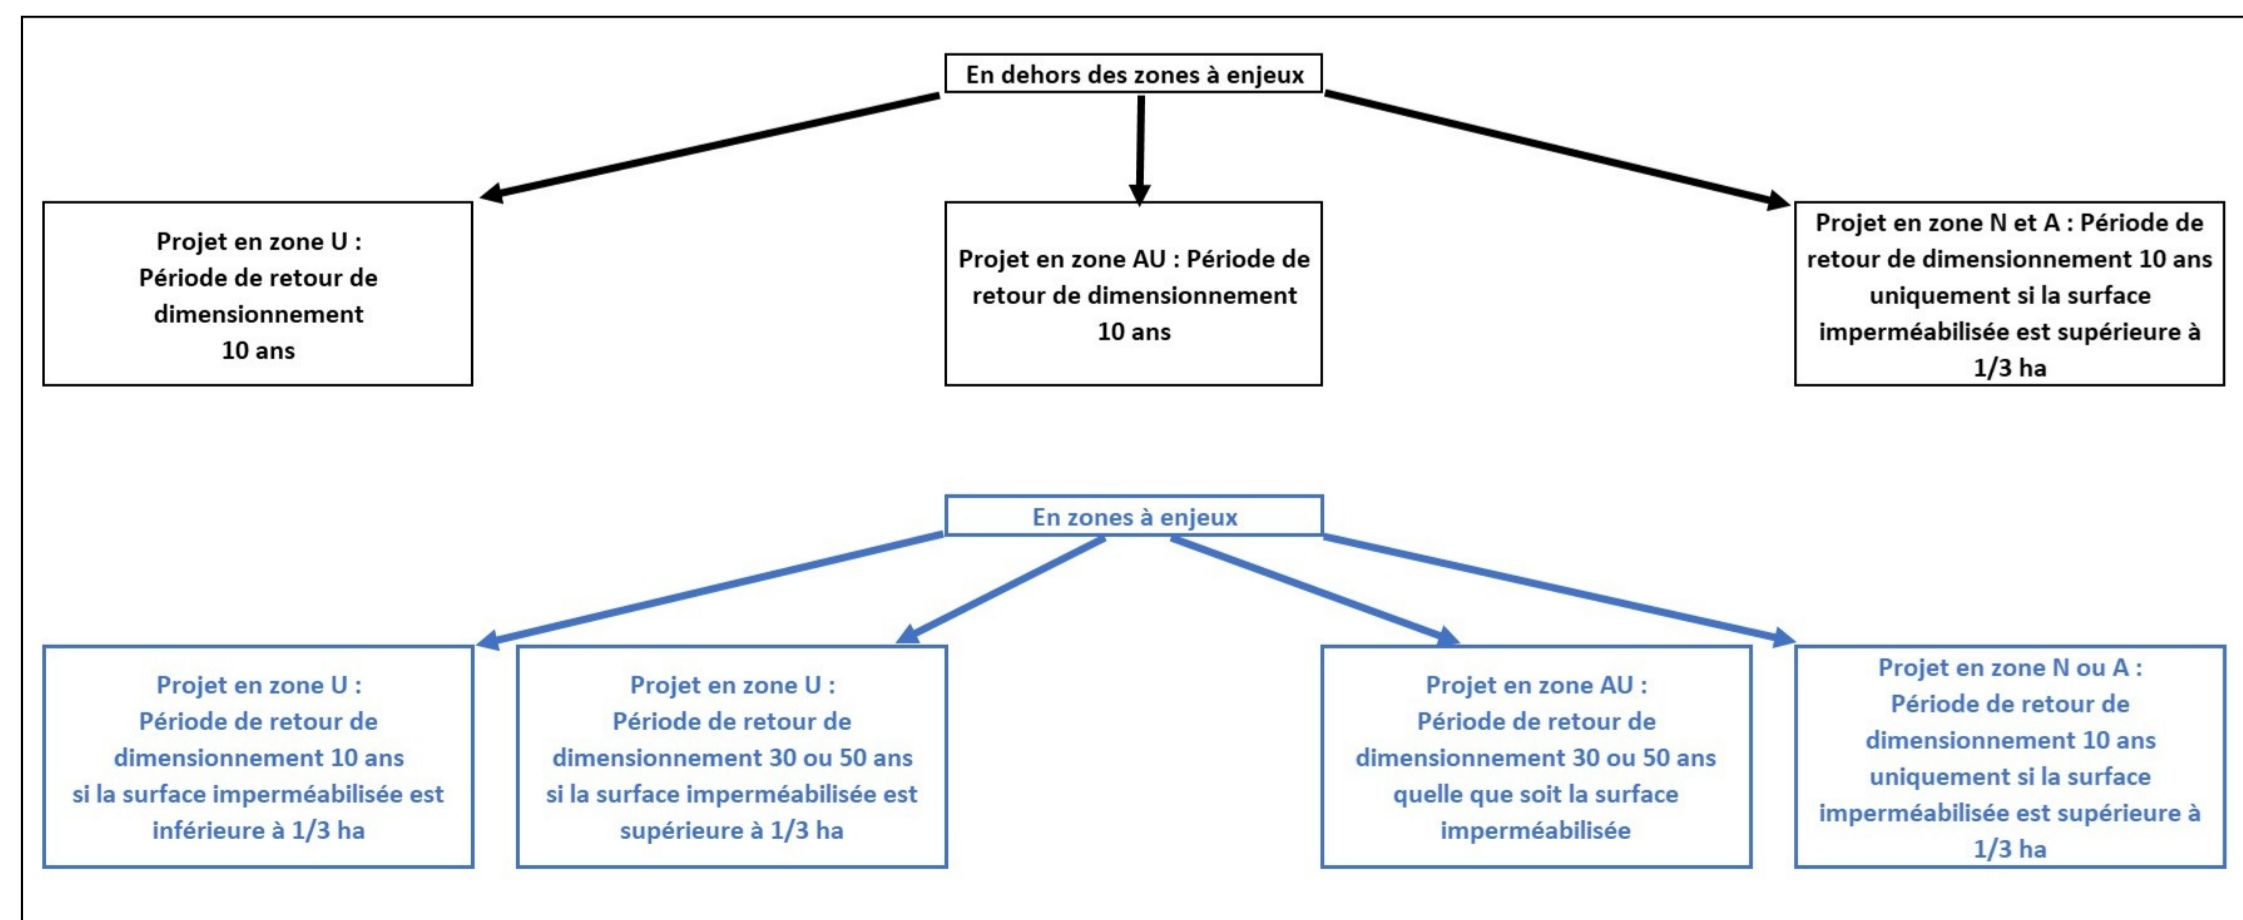 En dehors des zones à enjeux
Projet en zone U :
Période de retour de
dimensionnement
10 ans
Projet en zone AU : Période de
retour de dimensionnement
10 ans
Projet en zone N et A : Période de
retour de dimensionnement 10 ans
uniquement si la surface
imperméabilisée est supérieure à
1/3 ha
En zones à enjeux
Projet en zone U :
Période de retour de
dimensionnement 10 ans
si la surface imperméabilisée est
inférieure à 1/3 ha
Projet en zone U :
Période de retour de
dimensionnement 30 ou 50 ans
si la surface imperméabilisée est
supérieure à 1/3 ha
Projet en zone AU :
Période de retour de
dimensionnement 30 ou 50 ans
quelle que soit la surface
imperméabilisée
Projet en zone N ou A :
Période de retour de
dimensionnement 10 ans
uniquement si la surface
imperméabilisée est supérieure à
1/3 ha